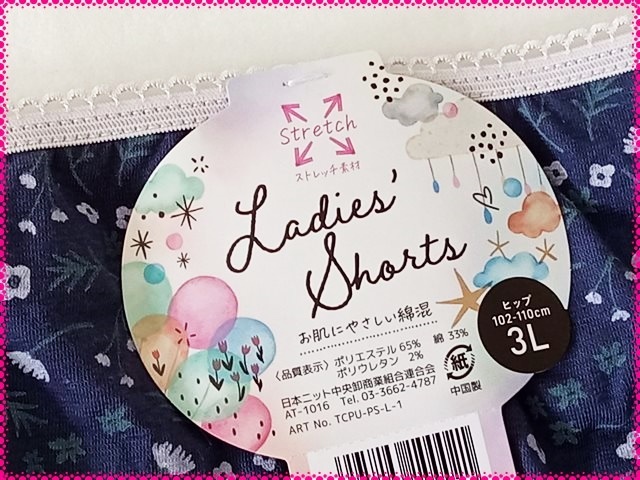 Stretch
ストレッチ素材
Ladies'
Shorts
お肌にやさしい綿混
〈品質表示〉ポリエステル 65% 綿 33%
ポリウレタン 2%
日本ニット中央卸商業組合連合会
AT-1016 Tel. 03-3662-4787
ART No. TCPU-PS-L-1
紙
中国製
ヒップ
102-110cm
3L